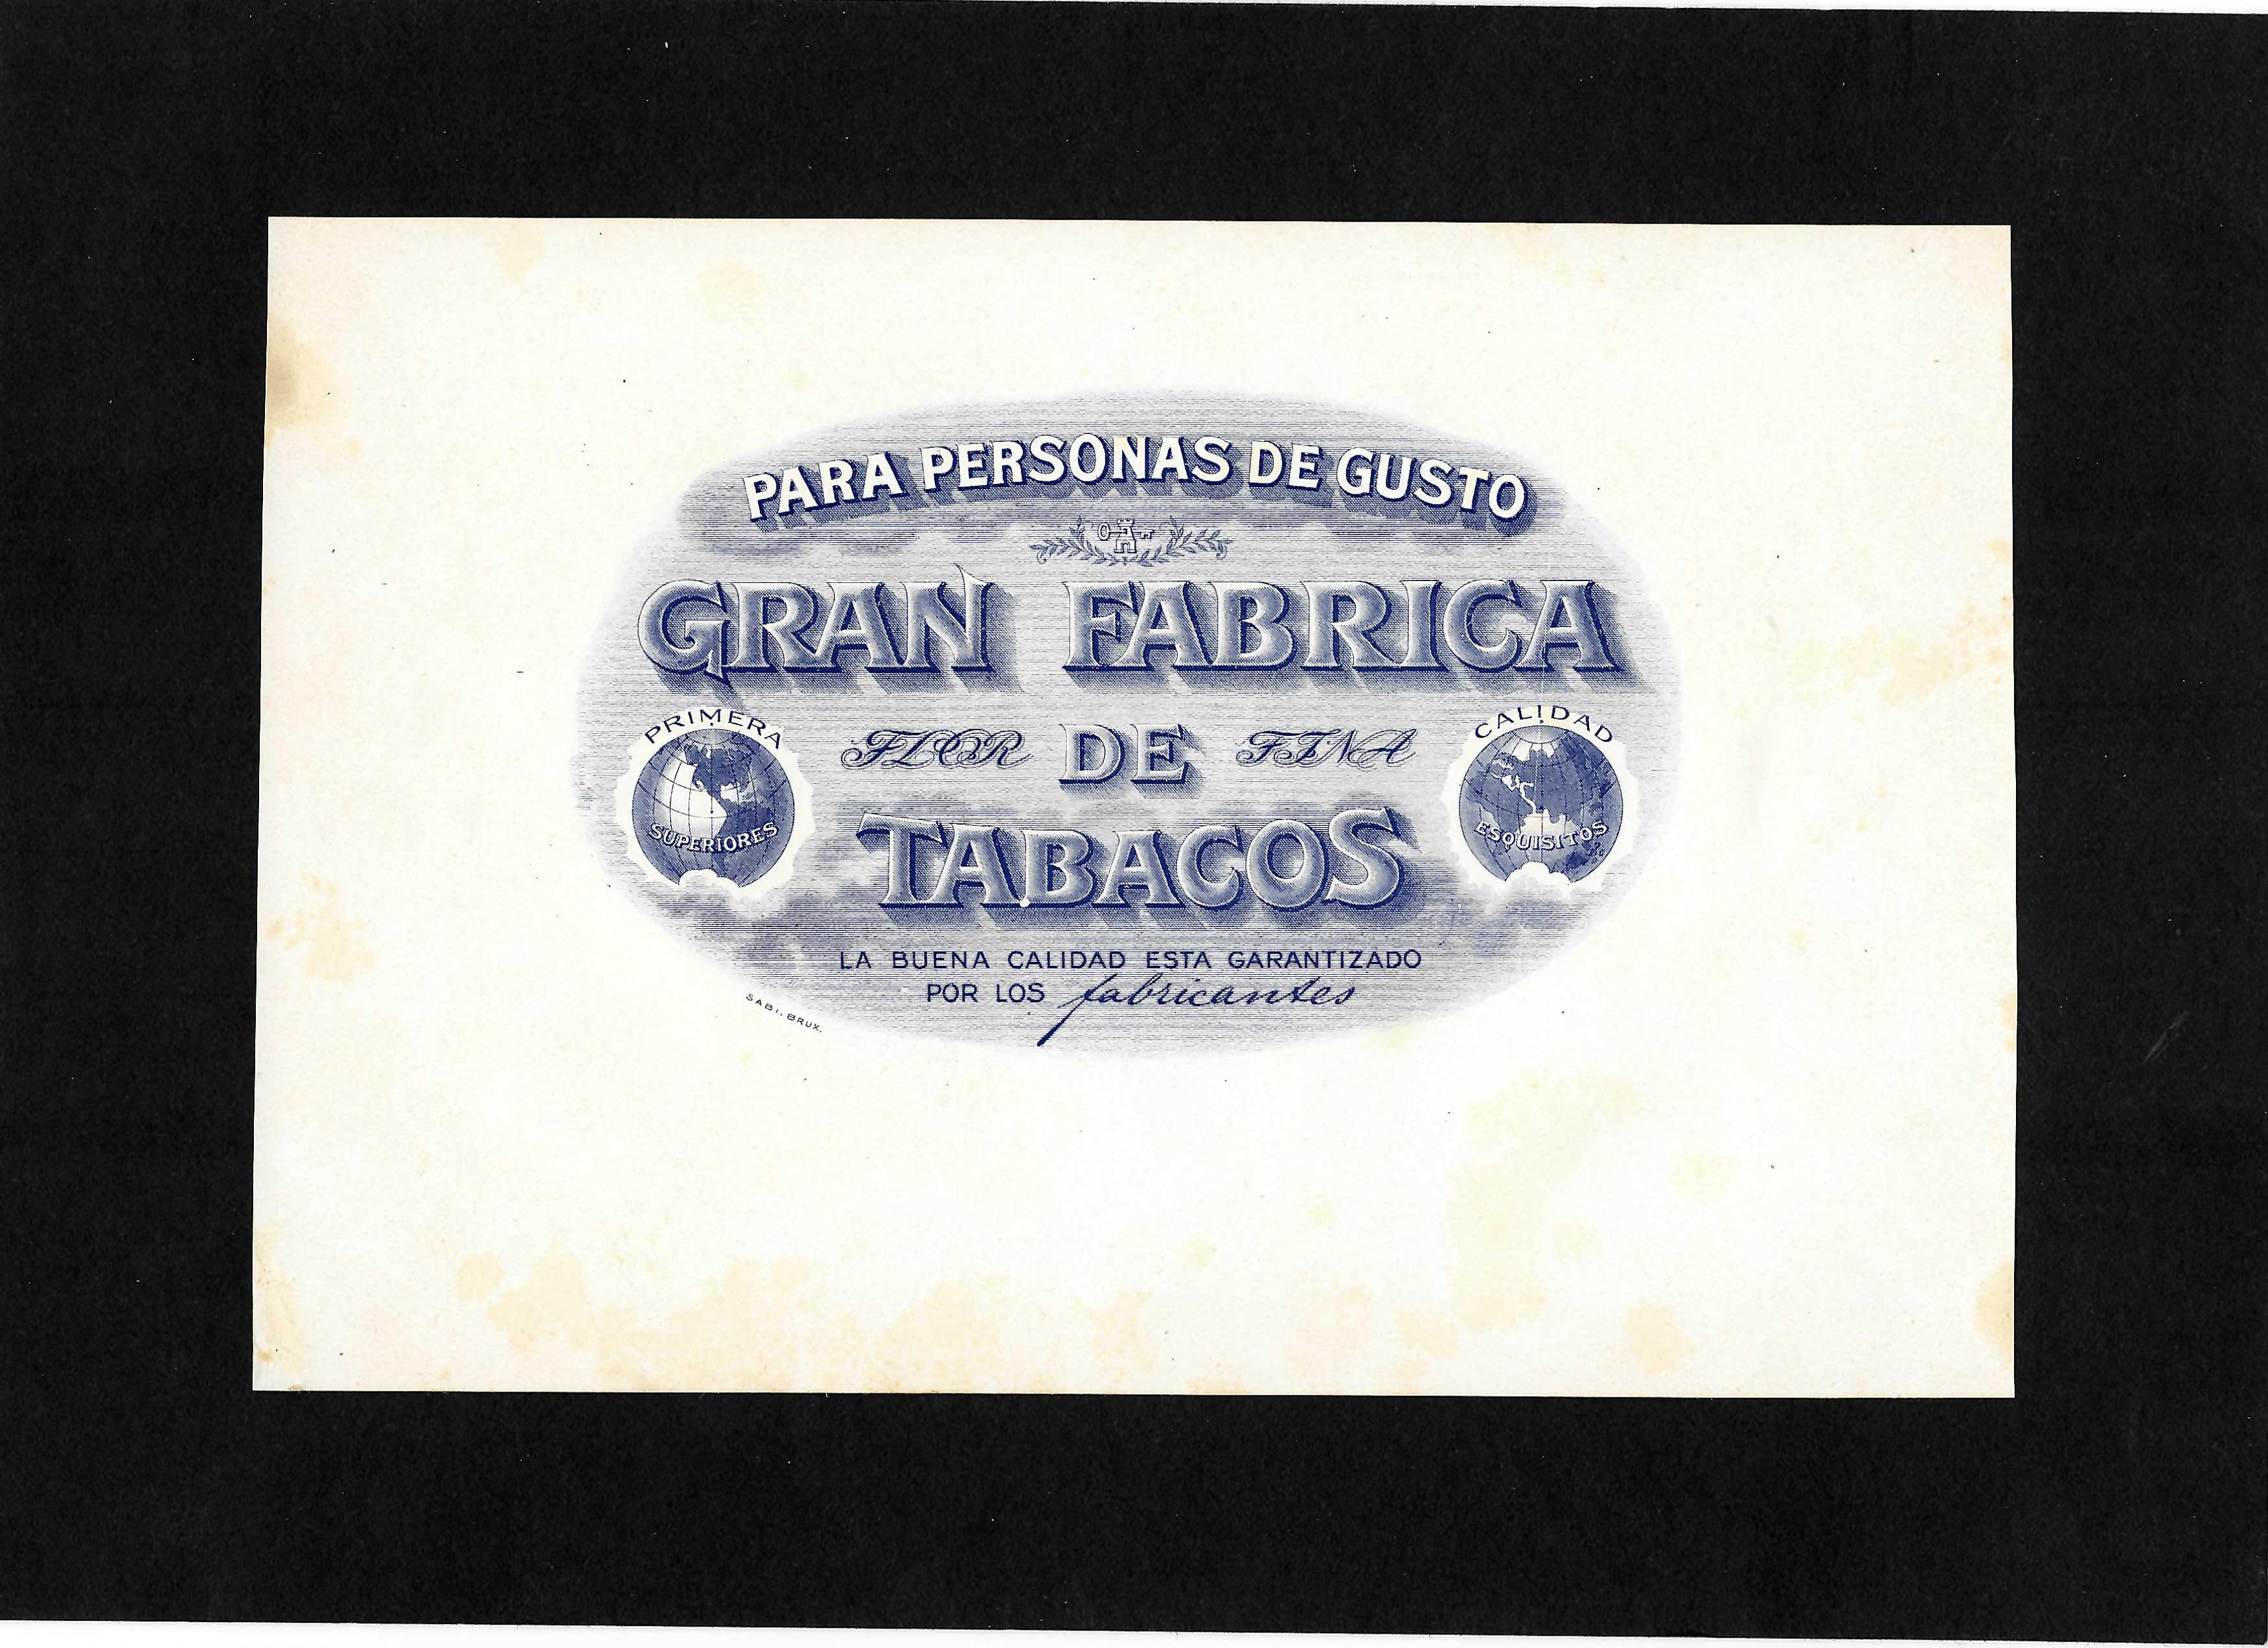 PARA PERSONAS DE GUSTO
GRAN FABRICA
PRIMERA
SUPERIORES
FLOR DE FINA
CALIDAD
ESQUISITOS
TABACOS
LA BUENA CALIDAD ESTA GARANTIZADO
POR LOS fabricantes
SABI. BRUX.